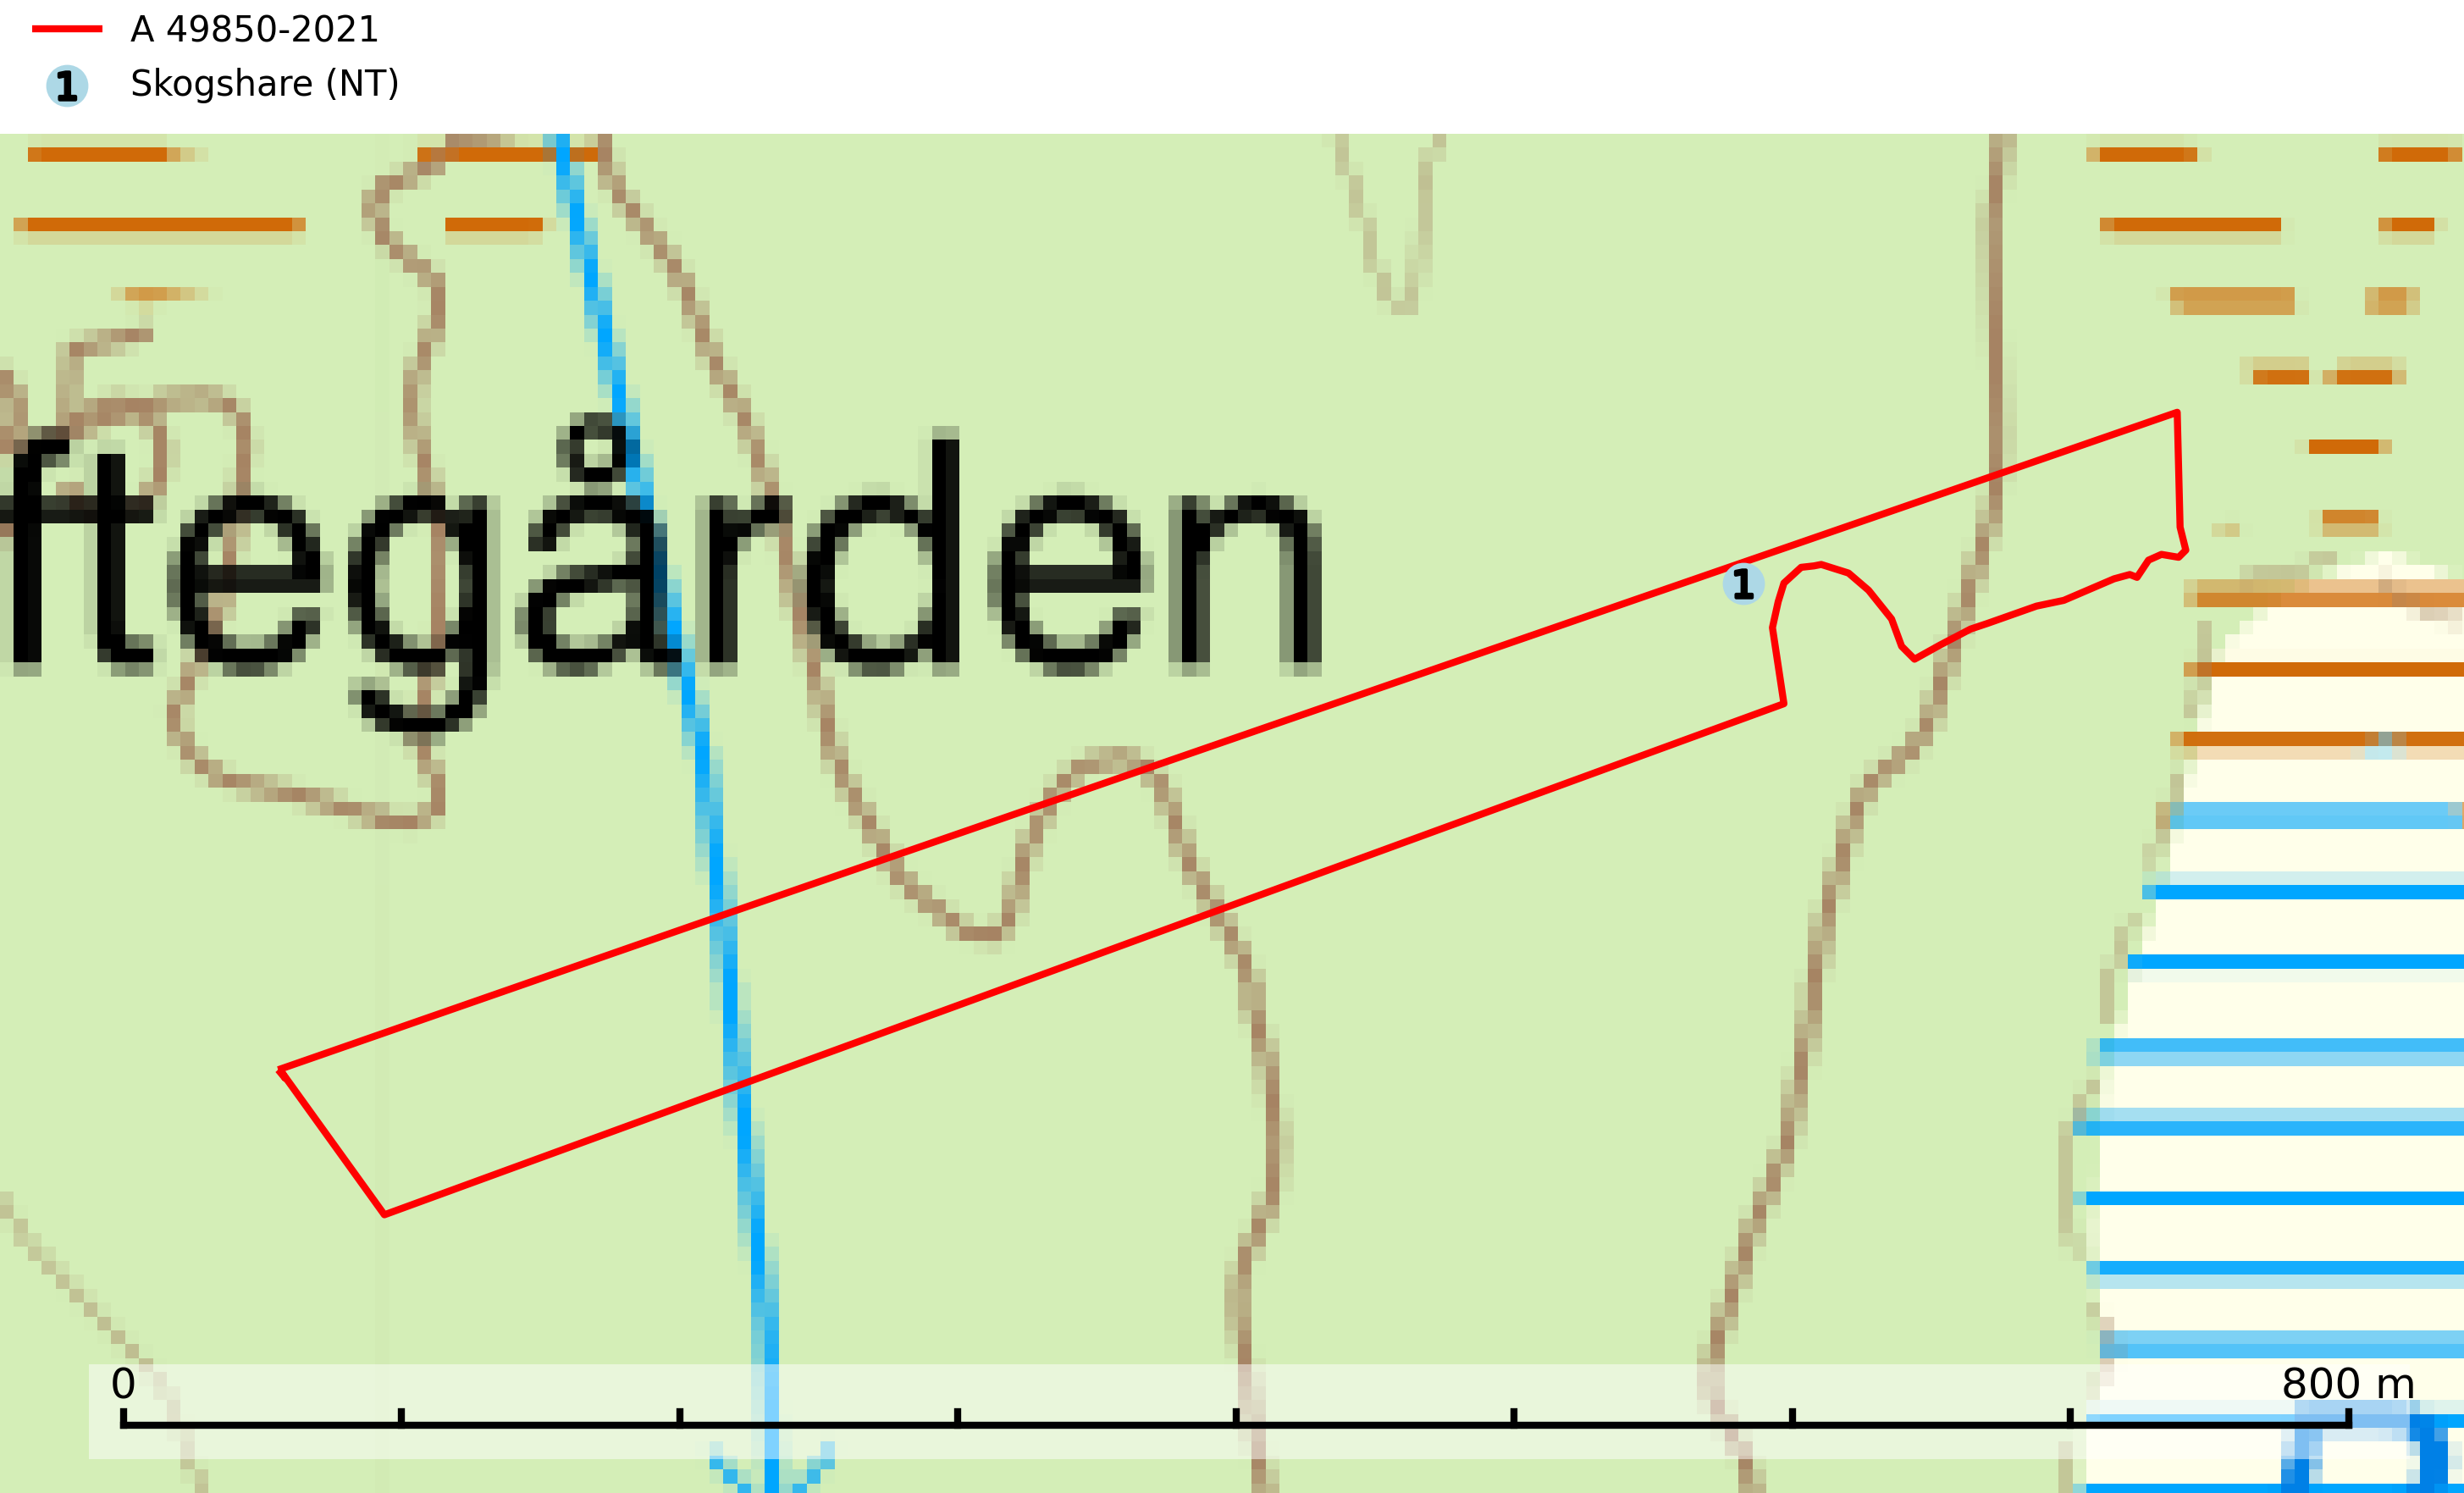 A 49850-2021
1 Skogshare (NT)
ftegården
1
0 800 m